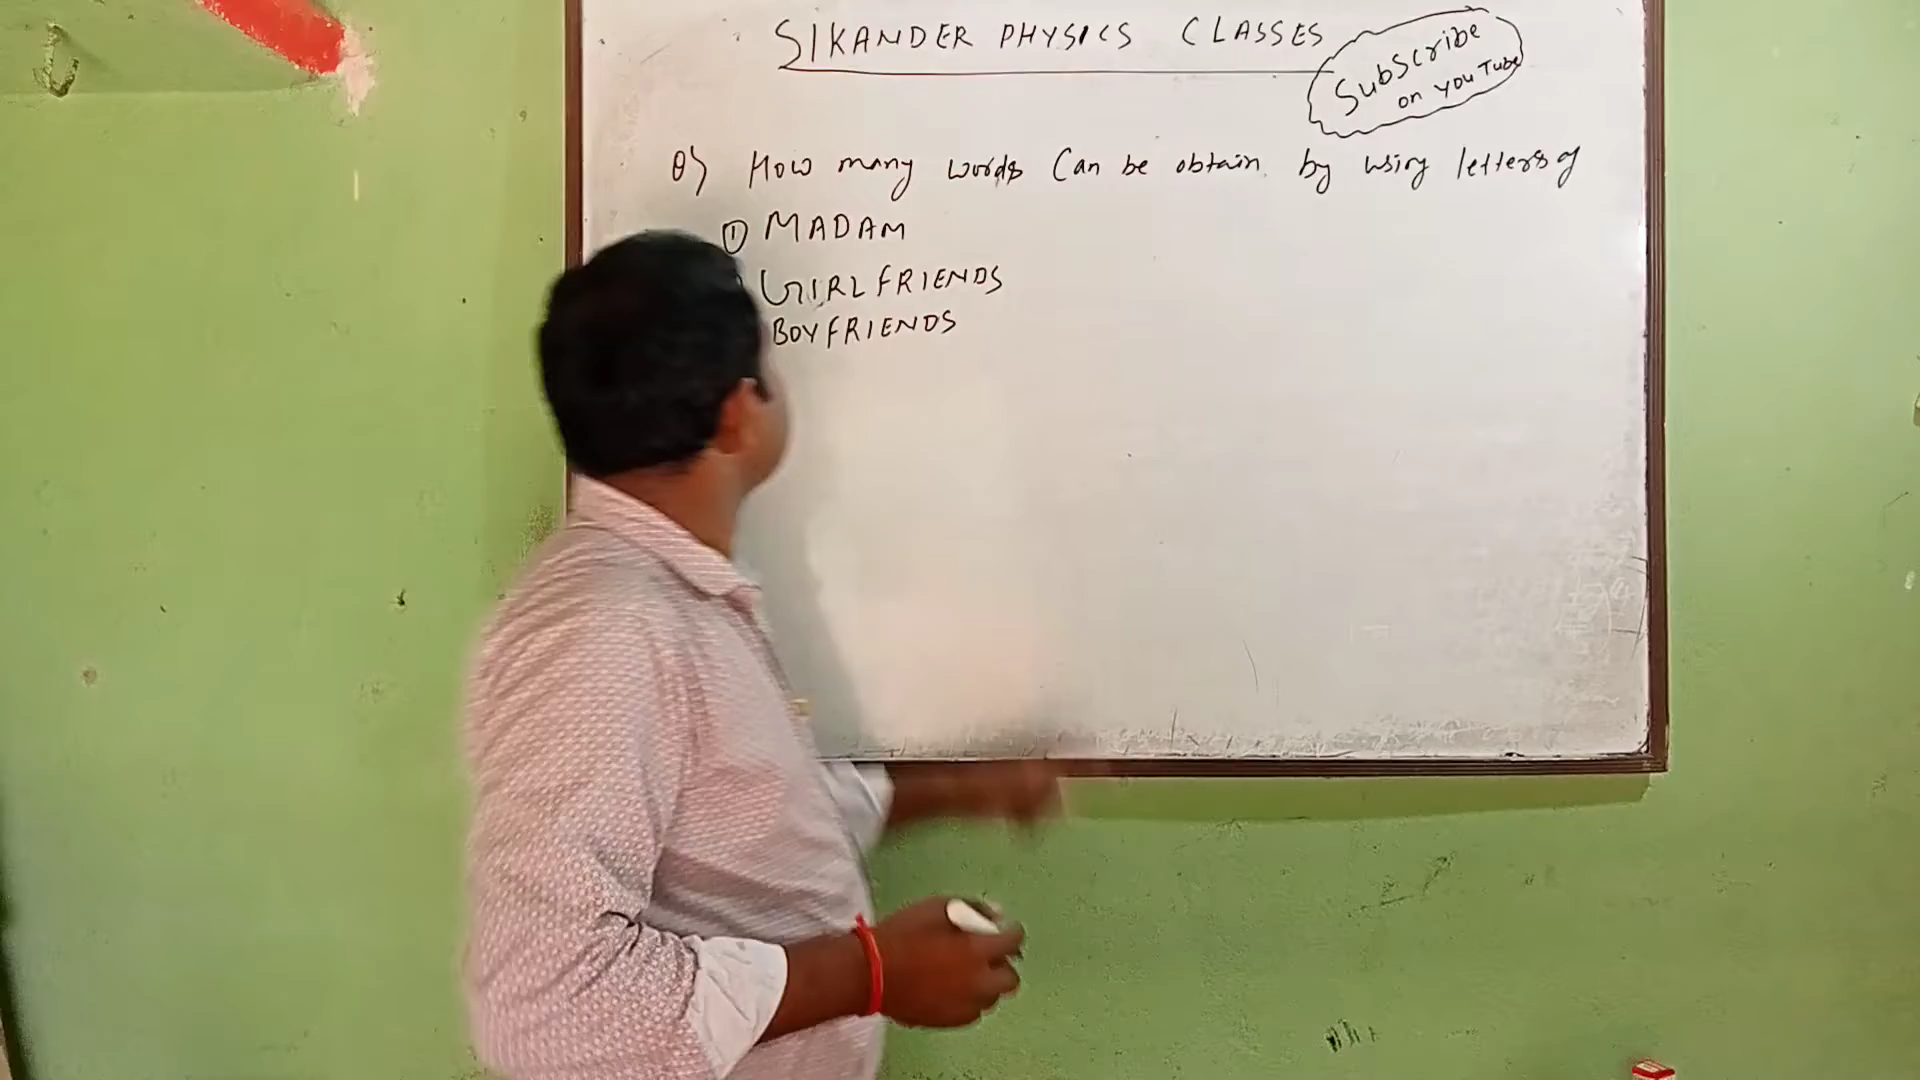 SIKANDER PHYSICS CLASSES
Subscribe
on YouTube
Q) How many words Can be obtain by using letters of
① MADAM
GIRLFRIENDS
BOYFRIENDS